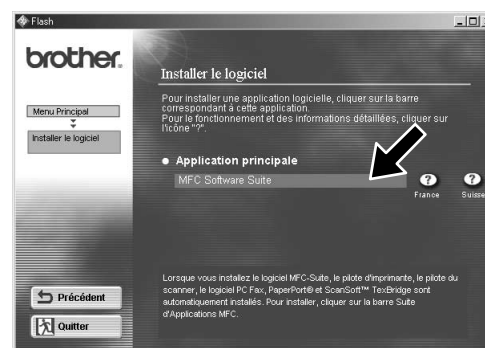 Flash
brother.
Menu Principal
Installer le logiciel
Installer le logiciel
Pour installer une application logicielle, cliquer sur la barre
correspondant à cette application.
Pour le fonctionnement et des informations détaillées, cliquer sur
l'icône "?".
Application principale
MFC Software Suite
?
?
France
Suisse
Lorsque vous installez le logiciel MFC-Suite, le pilote d'imprimante, le pilote du
scanner, le logiciel PC Fax, PaperPort® et ScanSoft™ TexBridge sont
automatiquement installés. Pour installer, cliquer sur la barre Suite
d'Applications MFC.
Précédent
Quitter